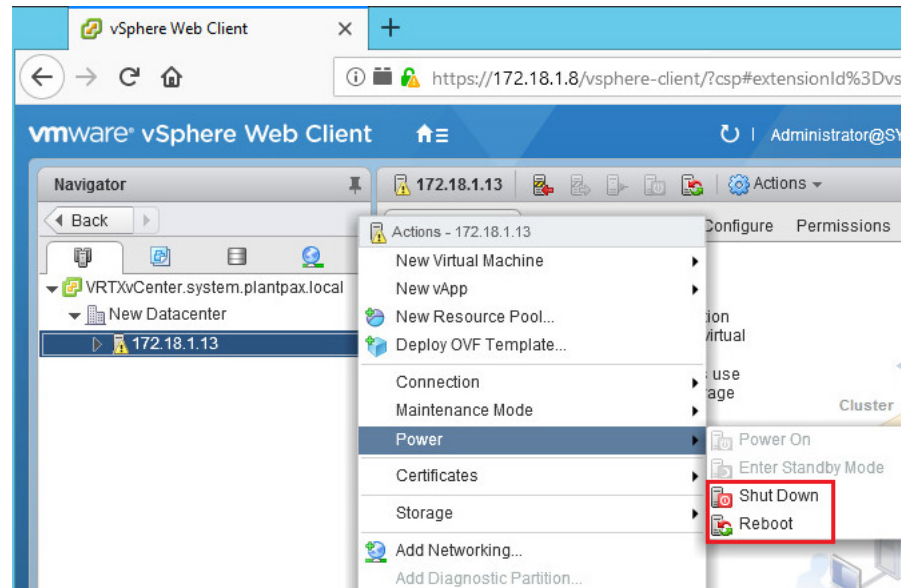 vSphere Web Client
https://172.18.1.8/vsphere-client/?csp#extensionId%3Dvs
vmware® vSphere Web Client
Administrator@SY
Navigator
172.18.1.13
Actions
Back
Configure Permissions
Actions - 172.18.1.13
New Virtual Machine
VRTXvCenter.system.plantpax.local
New vApp
New Datacenter
New Resource Pool...
172.18.1.13
Deploy OVF Template...
virtual
Connection
use
Maintenance Mode
Cluster
Power
Power On
Enter Standby Mode
Certificates
Shut Down
Storage
Reboot
Add Networking...
Add Diagnostic Partition...